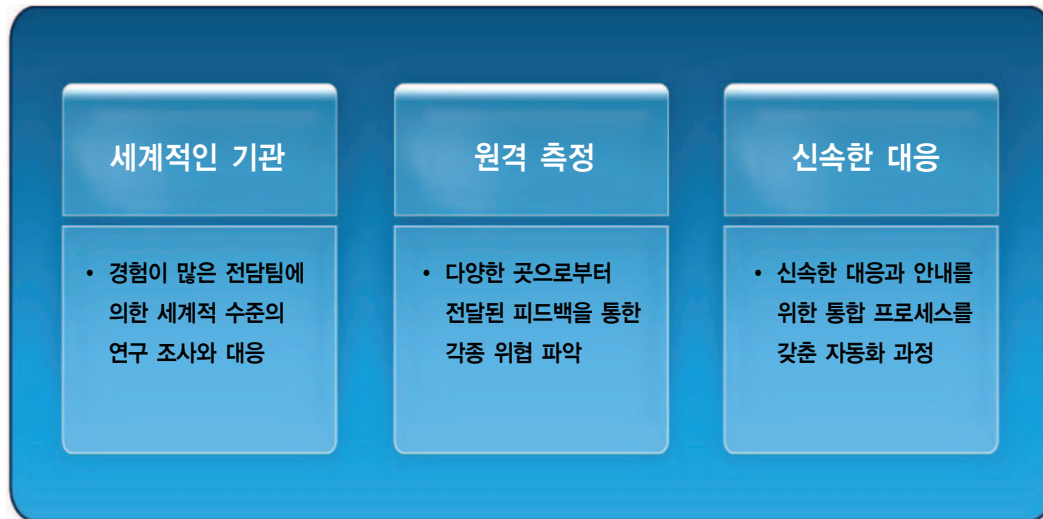 세계적인 기관
• 경험이 많은 전담팀에
의한 세계적 수준의
연구 조사와 대응
원격 측정
• 다양한 곳으로부터
전달된 피드백을 통한
각종 위협 파악
신속한 대응
• 신속한 대응과 안내를
위한 통합 프로세스를
갖춘 자동화 과정